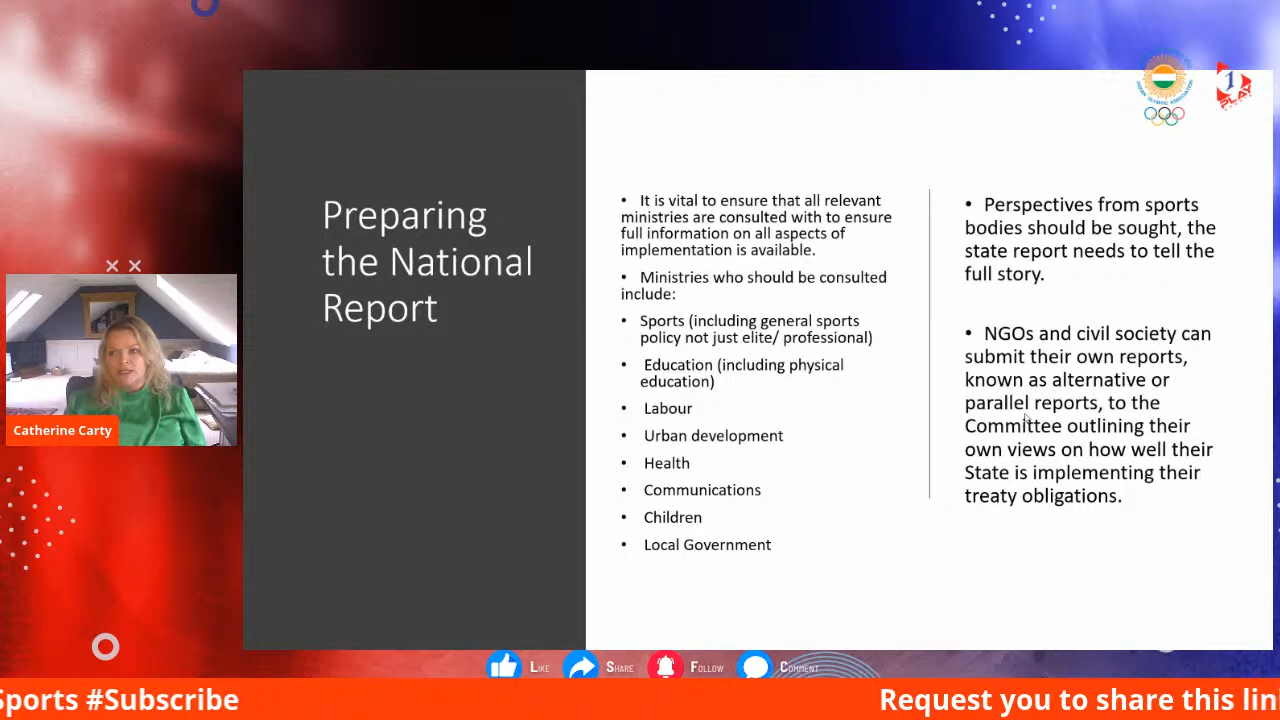 1
PLAY
Preparing
the National
Report
• It is vital to ensure that all relevant
ministries are consulted with to ensure
full information on all aspects of
implementation is available.
• Ministries who should be consulted
include:
• Sports (including general sports
policy not just elite/ professional)
• Education (including physical
education)
• Labour
• Urban development
• Health
• Communications
• Children
• Local Government
• Perspectives from sports
bodies should be sought, the
state report needs to tell the
full story.
• NGOs and civil society can
submit their own reports,
known as alternative or
parallel reports, to the
Committee outlining their
own views on how well their
State is implementing their
treaty obligations.
Catherine Carty
Like
Share
Follow
Comment
Sports #Subscribe
Request you to share this lin